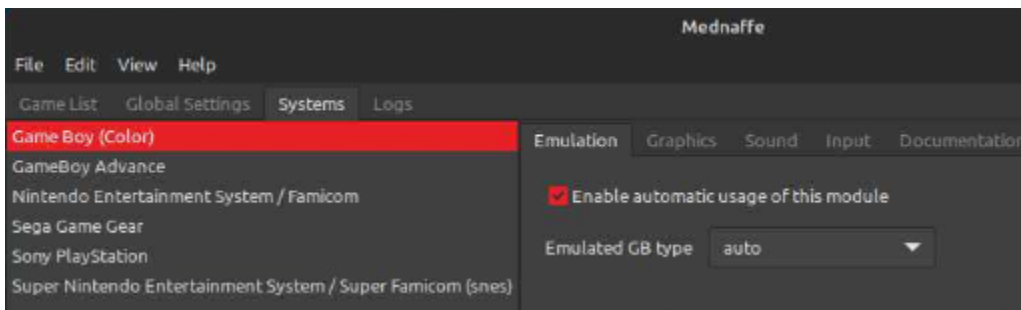 Mednaffe
File Edit View Help
Game List Global Settings Systems Logs
Game Boy (Color)
GameBoy Advance
Nintendo Entertainment System / Famicom
Sega Game Gear
Sony PlayStation
Super Nintendo Entertainment System / Super Famicom (snes)
Emulation Graphics Sound Input Documentation
Enable automatic usage of this module
Emulated GB type auto